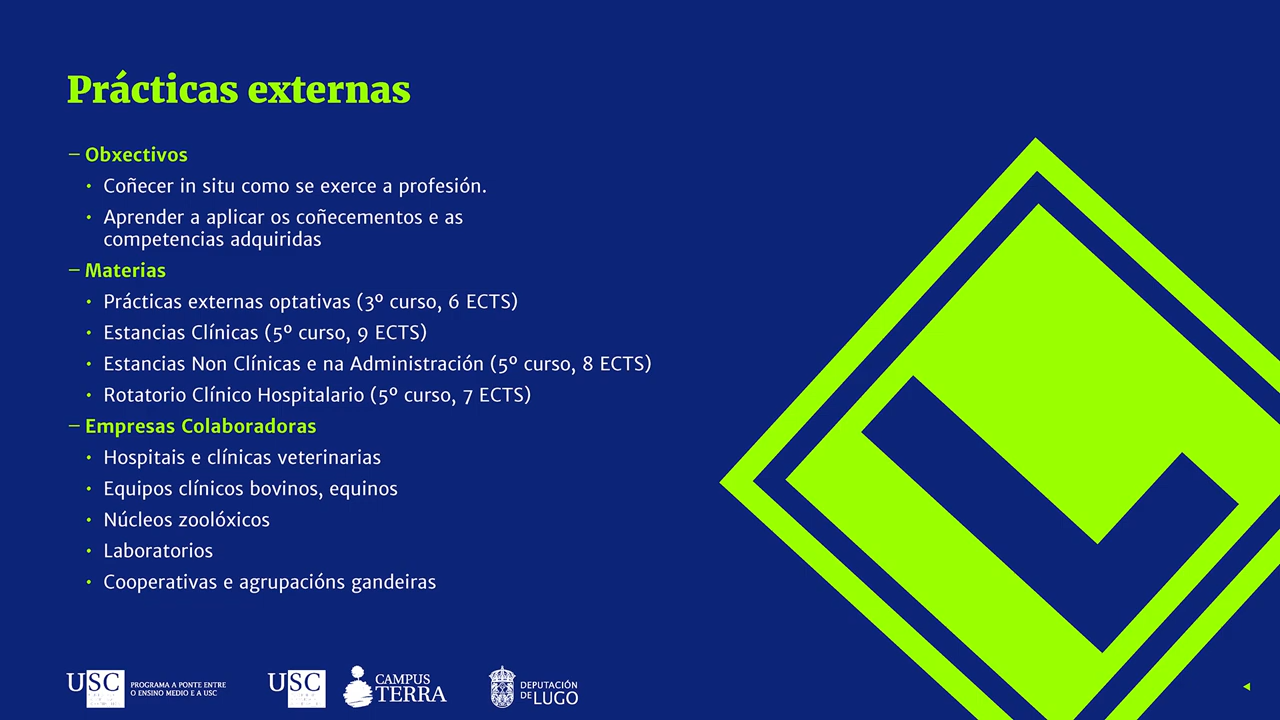 Prácticas externas
– Obxectivos
• Coñecer in situ como se exerce a profesión.
• Aprender a aplicar os coñecementos e as
competencias adquiridas
– Materias
• Prácticas externas optativas (3º curso, 6 ECTS)
• Estancias Clínicas (5º curso, 9 ECTS)
• Estancias Non Clínicas e na Administración (5º curso, 8 ECTS)
• Rotatorio Clínico Hospitalario (5º curso, 7 ECTS)
– Empresas Colaboradoras
• Hospitais e clínicas veterinarias
• Equipos clínicos bovinos, equinos
• Núcleos zoolóxicos
• Laboratorios
• Cooperativas e agrupacións gandeiras
USC
PROGRAMA A PONTE ENTRE
O ENSINO MEDIO E A USC
USC
CAMPUS
TERRA
DEPUTACIÓN
DE LUGO